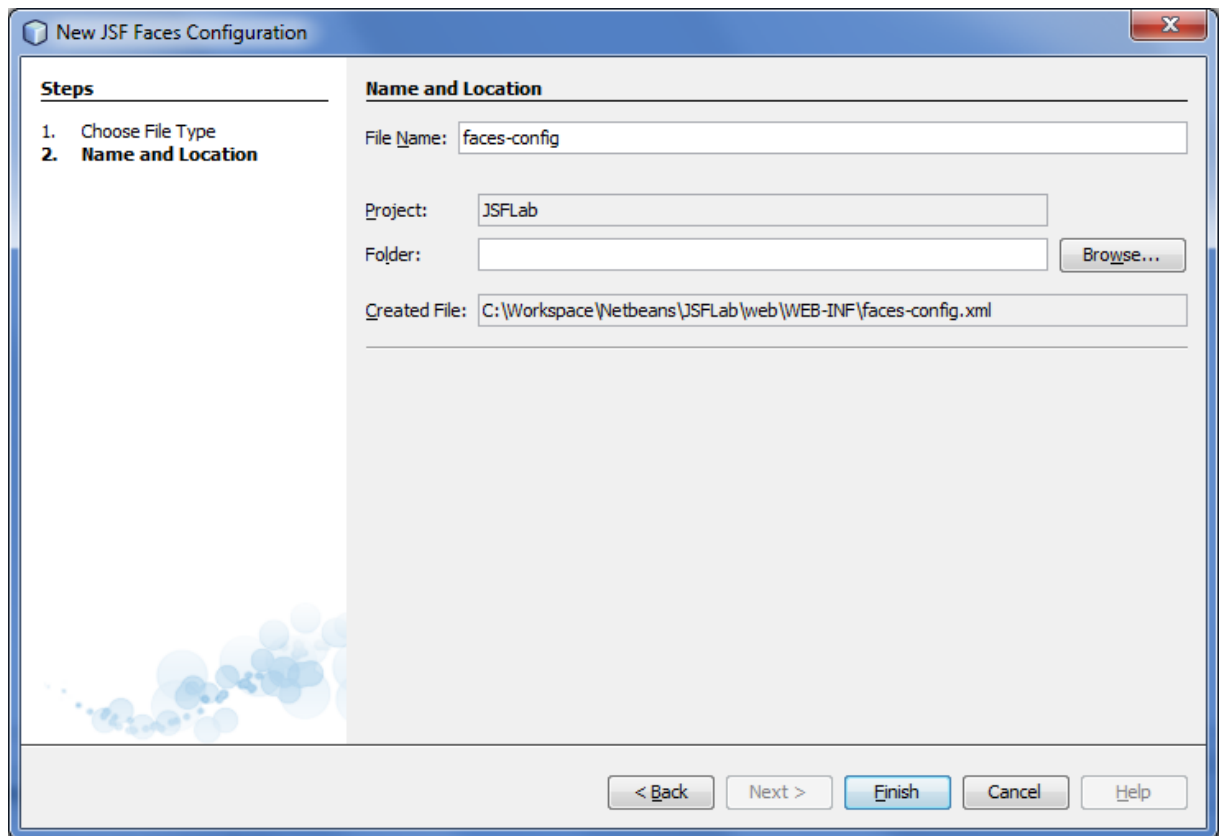 New JSF Faces Configuration
Steps
1. Choose File Type
2. Name and Location
Name and Location
File Name: faces-config
Project: JSFLab
Folder:
Browse...
Created File: C:\Workspace\Netbeans\JSFLab\web\WEB-INF\faces-config.xml
< Back Next > Finish Cancel Help